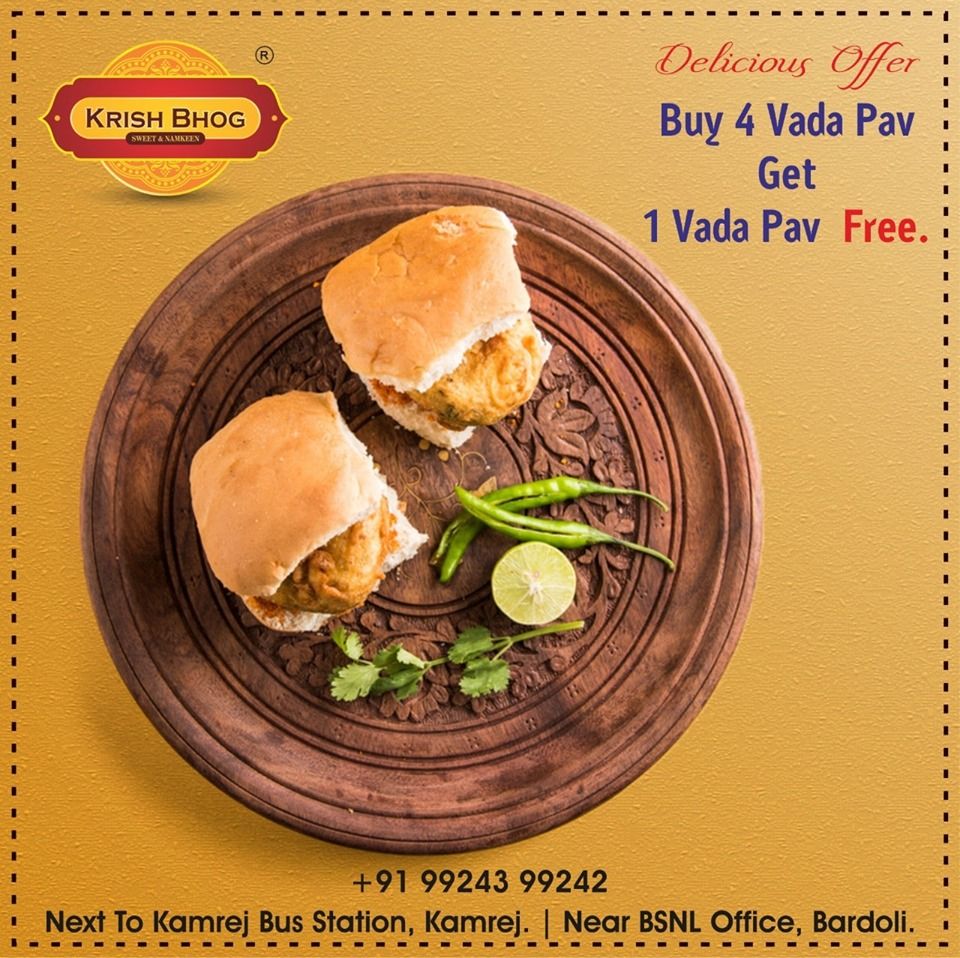 KRISH BHOG
SWEET & NAMKEEN
®
Delicious Offer
Buy 4 Vada Pav
Get
1 Vada Pav Free.
+91 99243 99242
Next To Kamrej Bus Station, Kamrej. | Near BSNL Office, Bardoli.